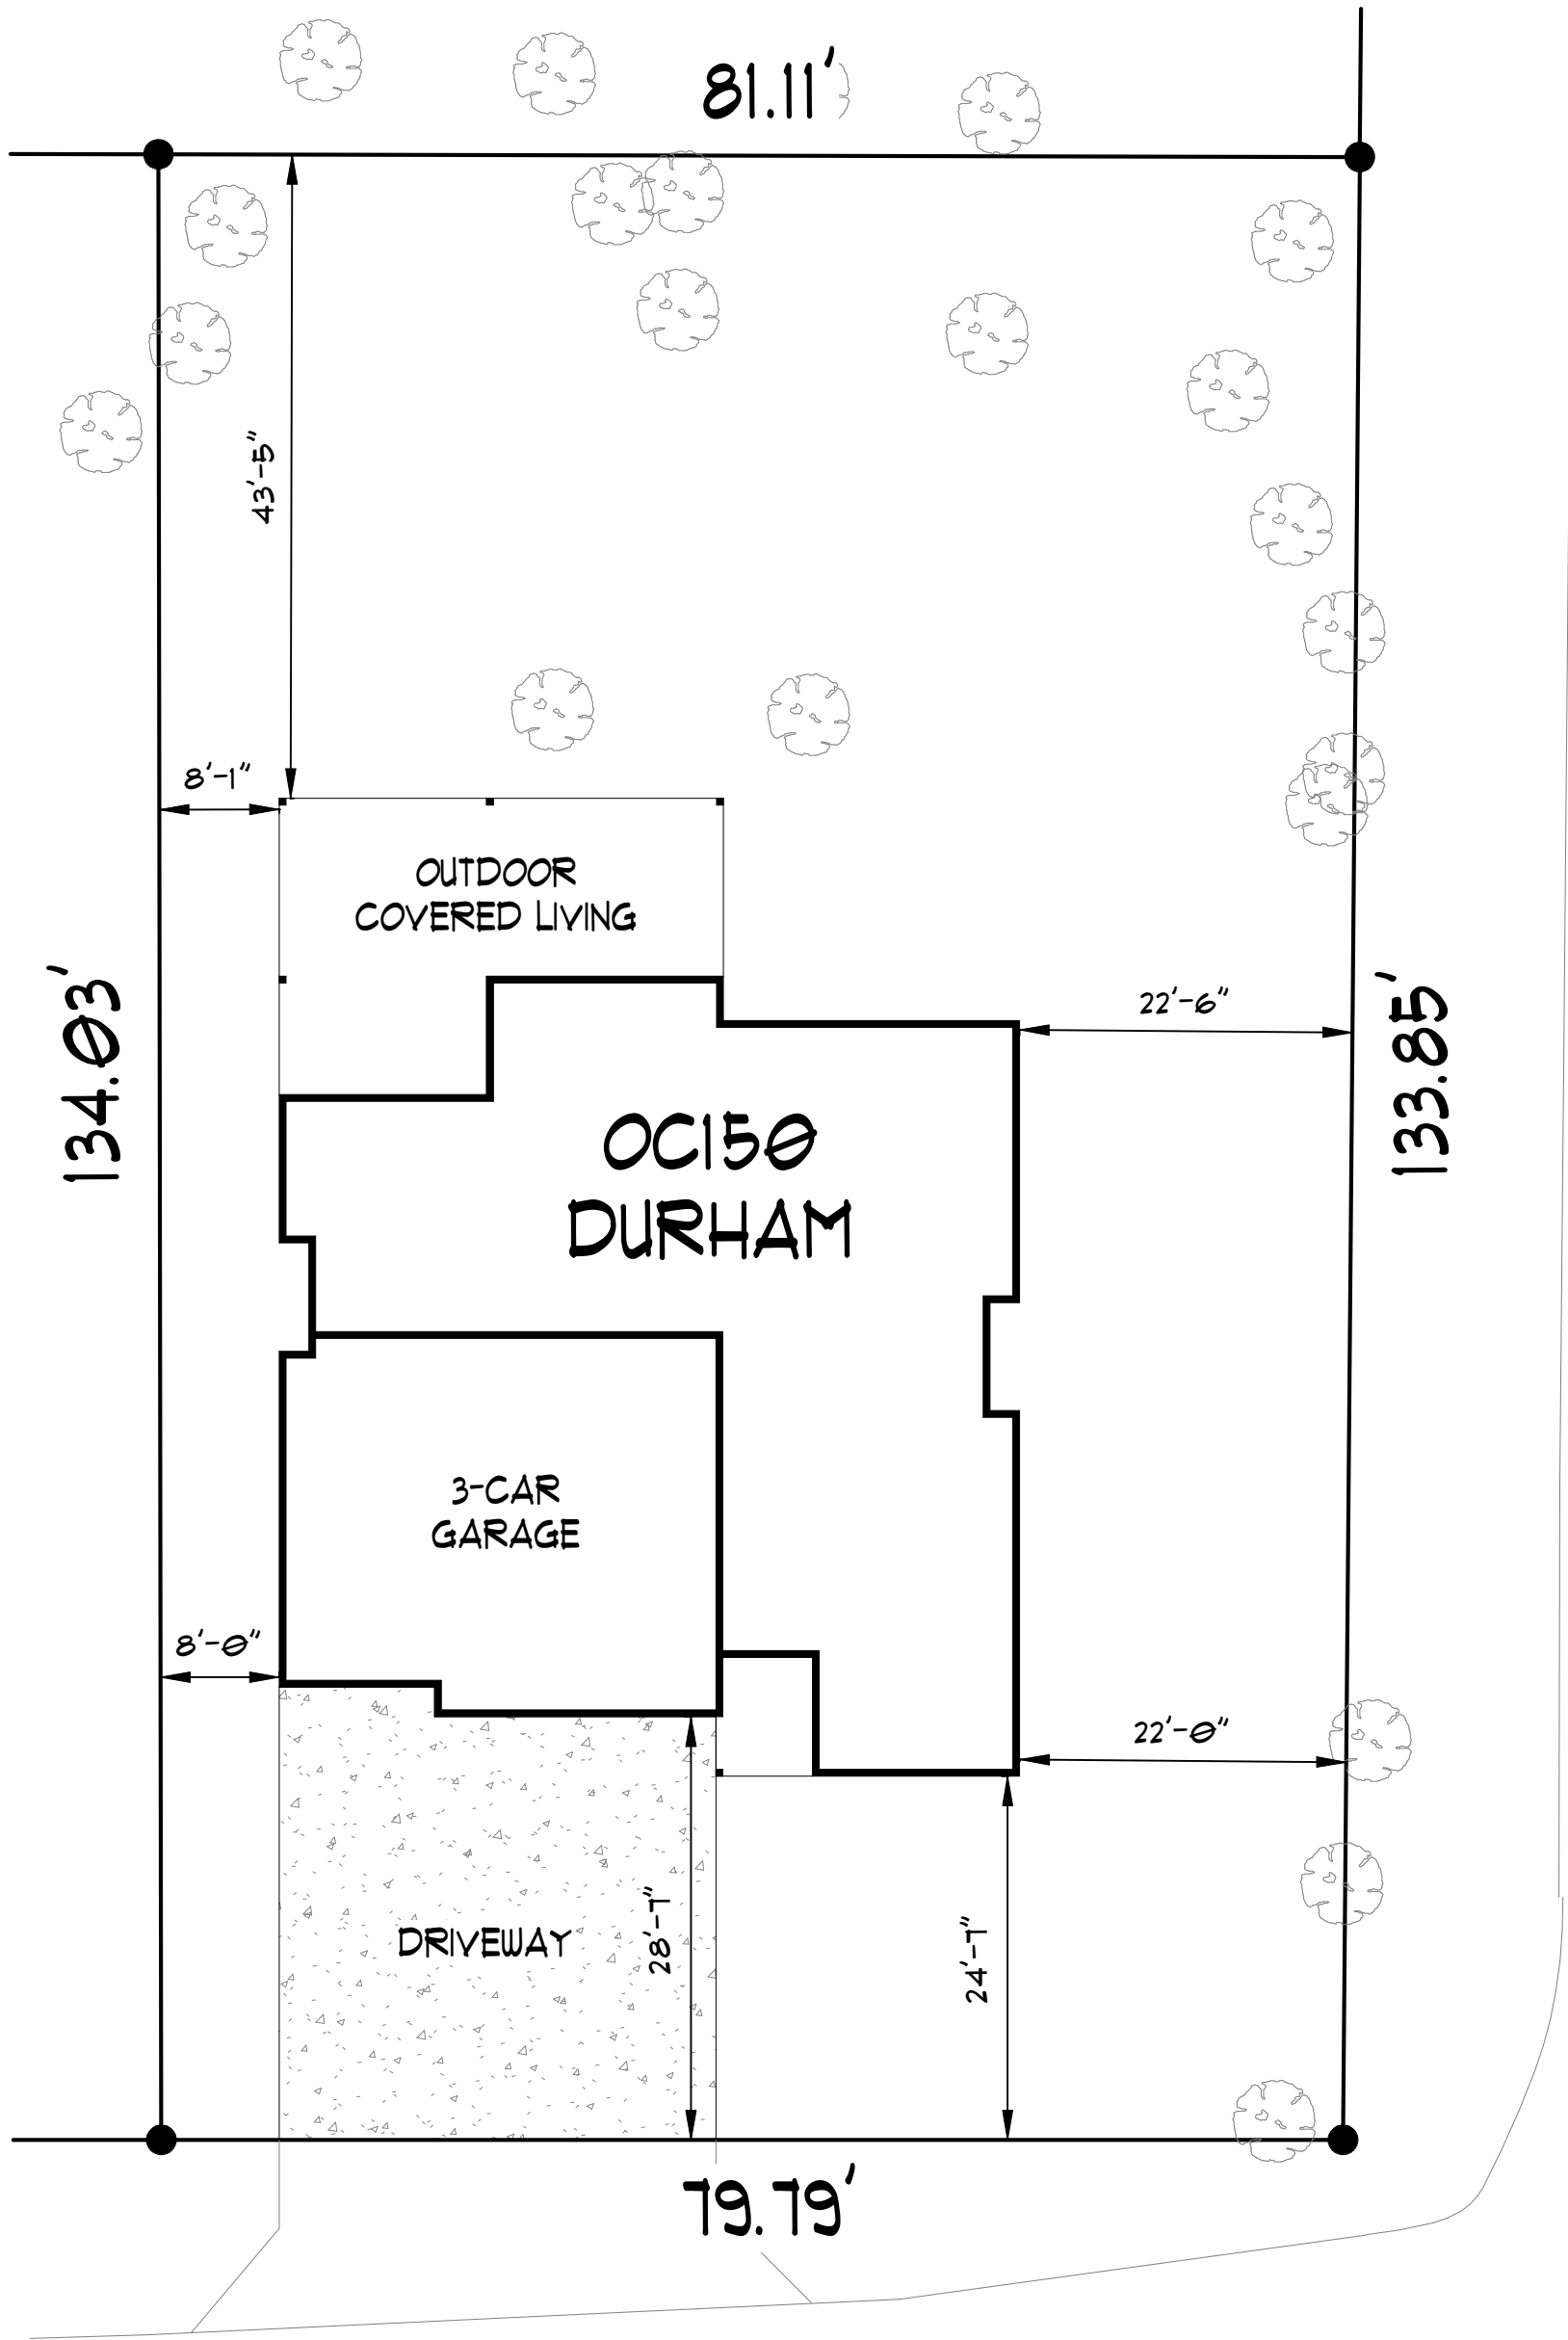 81.11'
43'-5"
8'-1"
OUTDOOR
COVERED LIVING
134.03'
22'-6"
133.85'
OC150
DURHAM
3-CAR
GARAGE
8'-0"
22'-0"
28'-7"
DRIVEWAY
24'-7"
79.79'